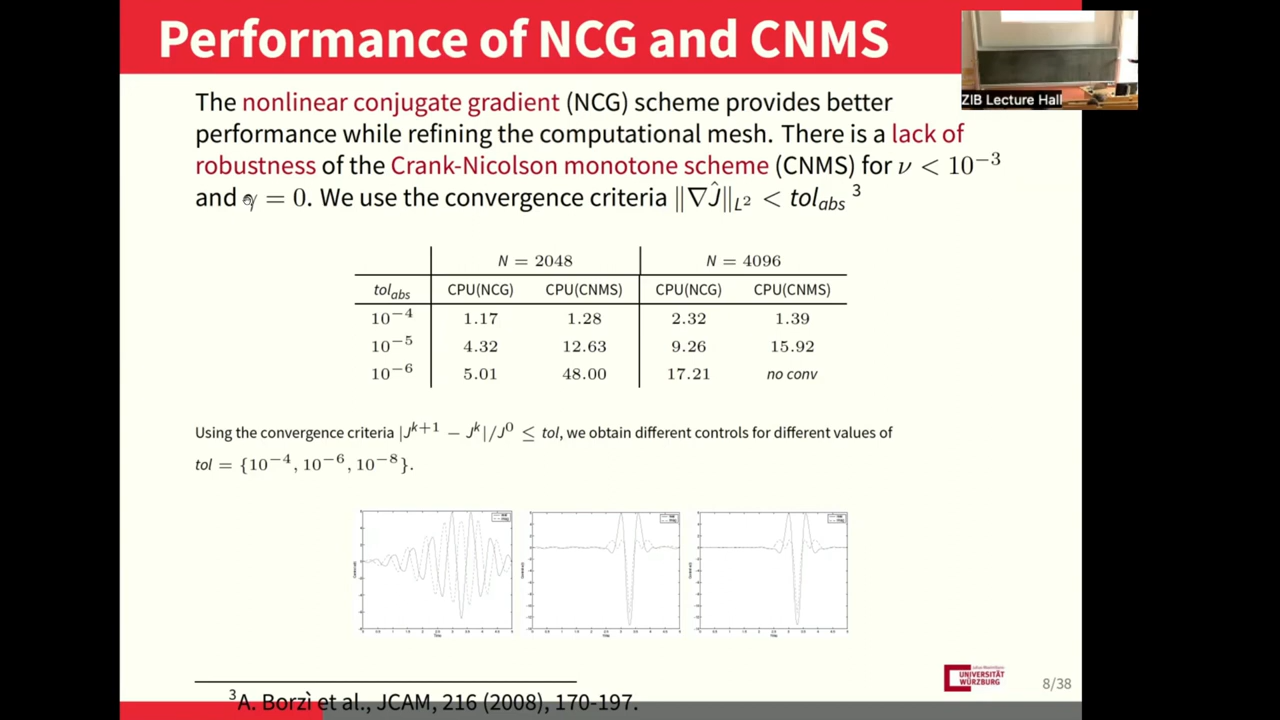 Performance of NCG and CNMS
ZIB Lecture Hall
The nonlinear conjugate gradient (NCG) scheme provides better
performance while refining the computational mesh. There is a lack of
robustness of the Crank-Nicolson monotone scheme (CNMS) for ν < 10⁻³
and γ = 0. We use the convergence criteria ‖∇Ĵ‖_L² < tol_abs ³
N = 2048 N = 4096
tol_abs CPU(NCG) CPU(CNMS) CPU(NCG) CPU(CNMS)
10⁻⁴ 1.17 1.28 2.32 1.39
10⁻⁵ 4.32 12.63 9.26 15.92
10⁻⁶ 5.01 48.00 17.21 no conv
Using the convergence criteria |Jᵏ⁺¹ − Jᵏ|/J⁰ ≤ tol, we obtain different controls for different values of
tol = {10⁻⁴, 10⁻⁶, 10⁻⁸}.
UNIVERSITÄT
WÜRZBURG
8/38
³A. Borzì et al., JCAM, 216 (2008), 170-197.